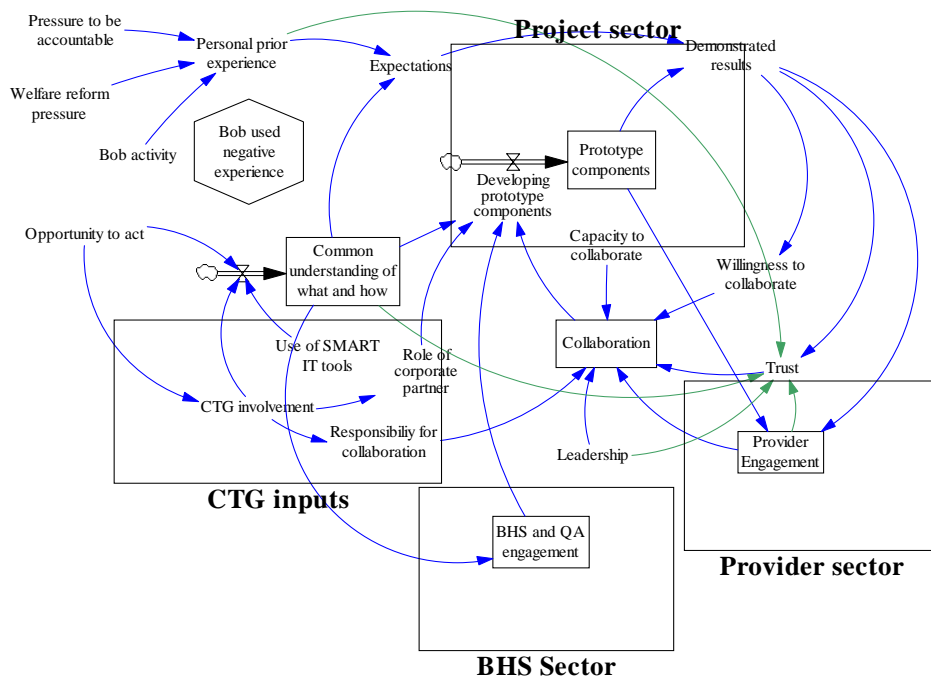 Pressure to be
accountable
Personal prior
experience
Project sector
Expectations
Demonstrated
results
Welfare reform
pressure
Bob activity
Bob used
negative
experience
Prototype
components
Developing
prototype
components
Opportunity to act
Common
understanding of
what and how
Capacity to
collaborate
Willingness to
collaborate
Use of SMART
IT tools
Role of
corporate
partner
Collaboration
Trust
CTG involvement
Responsibiliy for
collaboration
Leadership
Provider
Engagement
CTG inputs
BHS and QA
engagement
Provider sector
BHS Sector